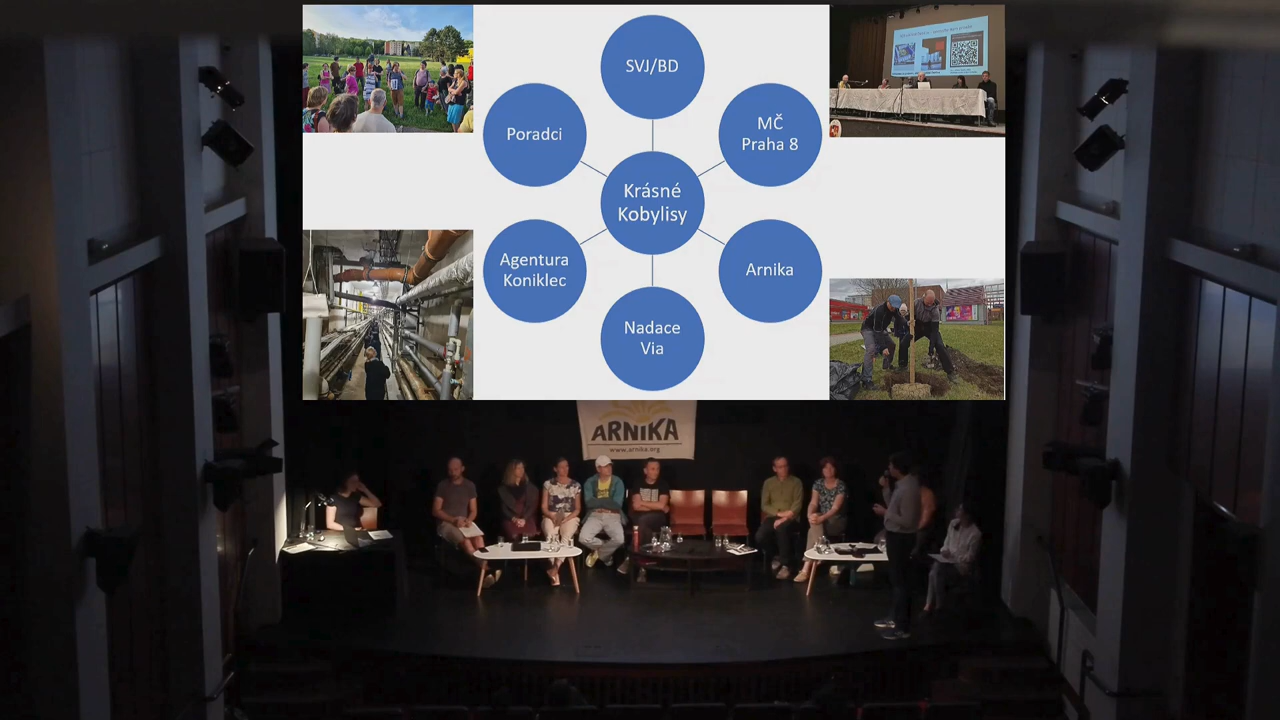 SVJ/BD
Poradci
MČ
Praha 8
Krásné
Kobylisy
Agentura
Koniklec
Arnika
Nadace
Via
ARNIKA
www.arnika.org